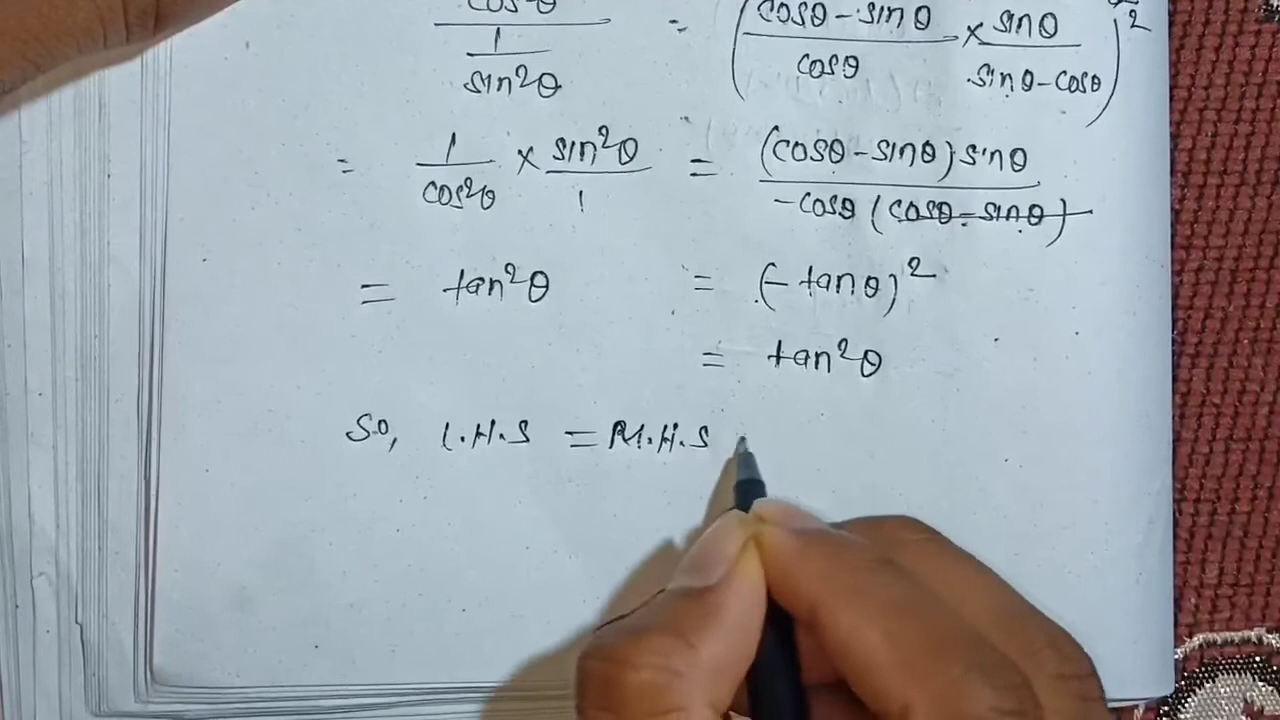 cos²θ / (1 / sin²θ) = ((cosθ - sinθ) / cosθ × sinθ / (sinθ - cosθ))²
= 1 / cos²θ × sin²θ / 1 = (cosθ - sinθ) sinθ / -cosθ (cosθ - sinθ)
= tan²θ = (- tanθ)²
= tan²θ
So, L.H.S = M.H.S